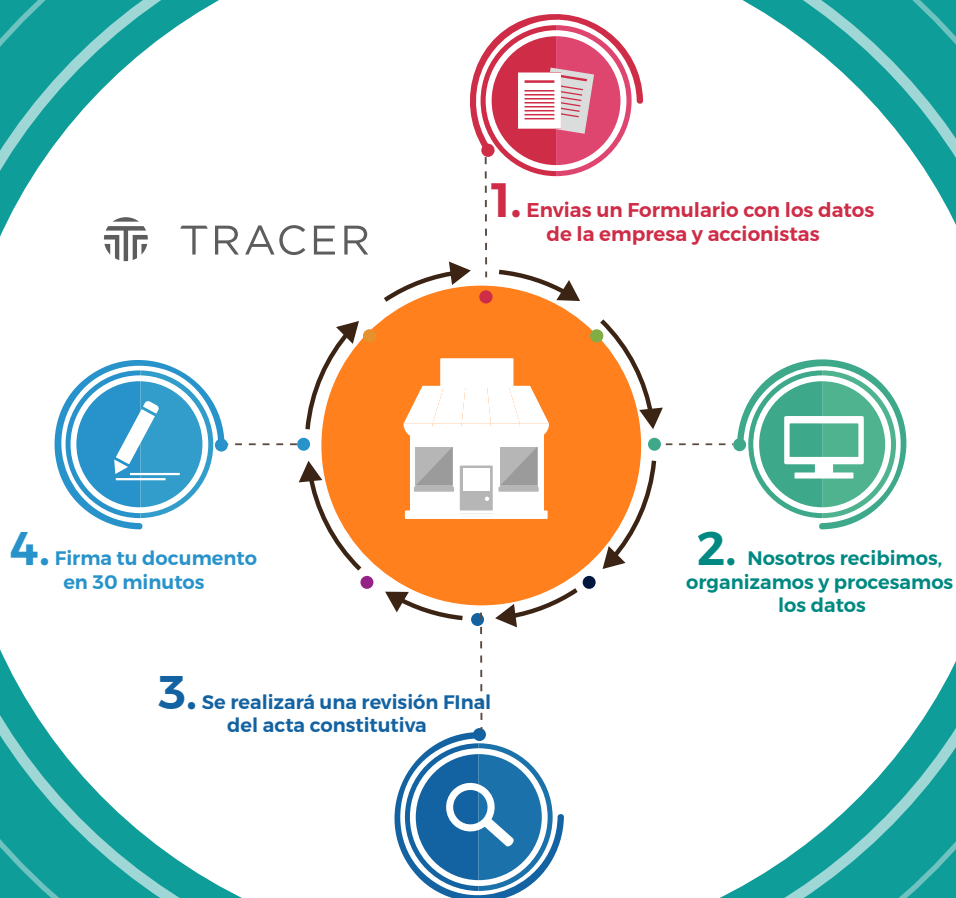 TRACER
1. Envias un Formulario con los datos
de la empresa y accionistas
2. Nosotros recibimos,
organizamos y procesamos
los datos
3. Se realizará una revisión FInal
del acta constitutiva
4. Firma tu documento
en 30 minutos